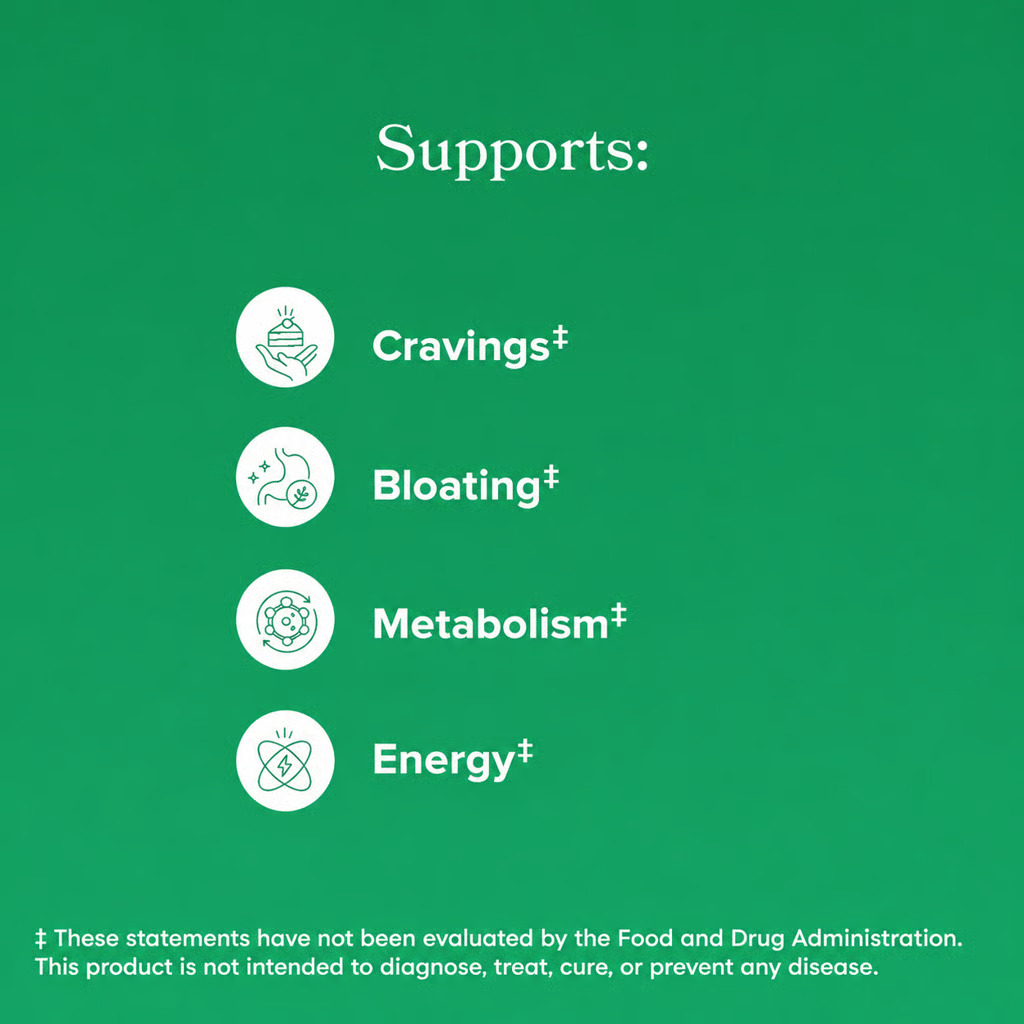 Supports:
Cravings‡
Bloating‡
Metabolism‡
Energy‡
‡ These statements have not been evaluated by the Food and Drug Administration.
This product is not intended to diagnose, treat, cure, or prevent any disease.